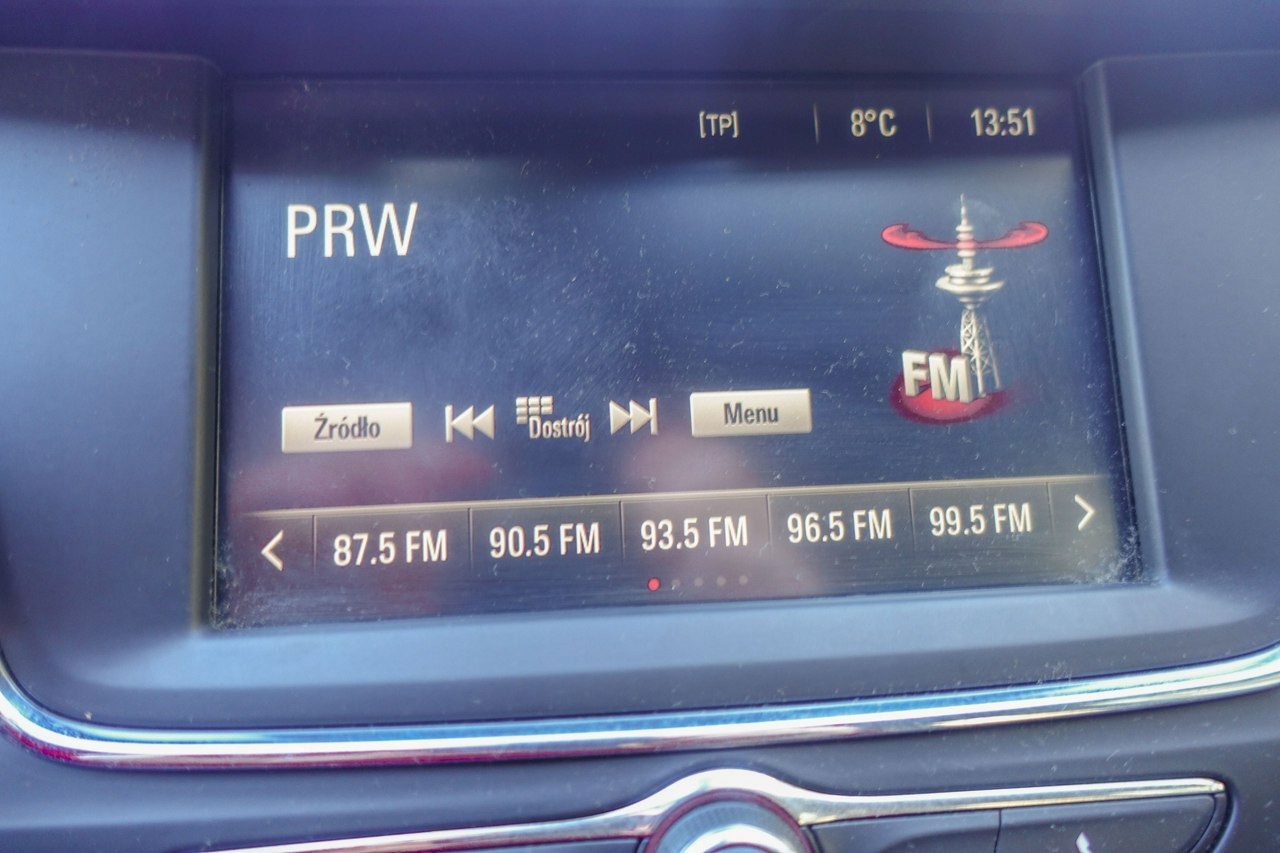 [TP] 8°C 13:51
PRW
FM
Źródło Dostrój Menu
87.5 FM 90.5 FM 93.5 FM 96.5 FM 99.5 FM